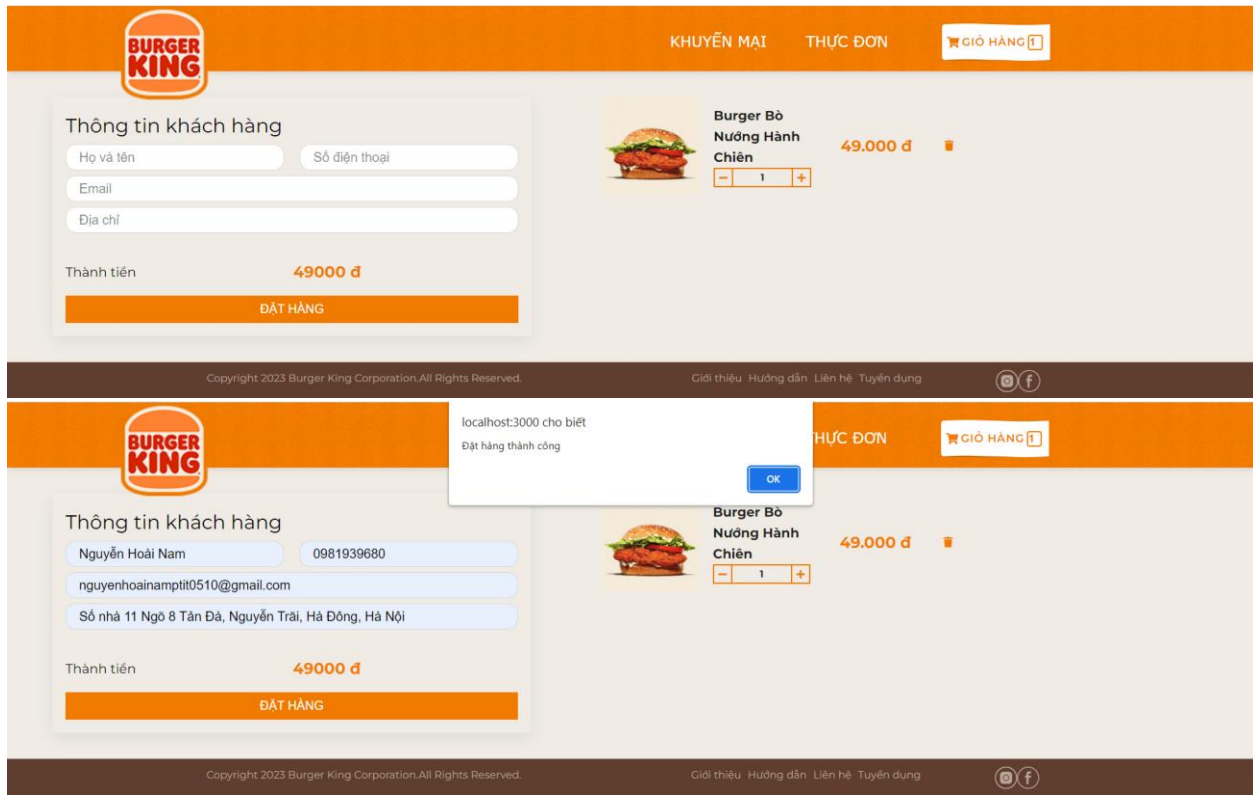 BURGER
KING
KHUYẾN MẠI THỰC ĐƠN GIỎ HÀNG 1
Thông tin khách hàng
Họ và tên Số điện thoại
Email
Địa chỉ
Thành tiền 49000 đ
ĐẶT HÀNG
Burger Bò
Nướng Hành
Chiên
49.000 đ
- 1 +
Copyright 2023 Burger King Corporation.All Rights Reserved.
Giới thiệu Hướng dẫn Liên hệ Tuyển dụng
BURGER
KING
localhost:3000 cho biết
Đặt hàng thành công
OK
HỰC ĐƠN GIỎ HÀNG 1
Thông tin khách hàng
Nguyễn Hoài Nam 0981939680
nguyenhoainamptit0510@gmail.com
Số nhà 11 Ngõ 8 Tản Đà, Nguyễn Trãi, Hà Đông, Hà Nội
Thành tiền 49000 đ
ĐẶT HÀNG
Burger Bò
Nướng Hành
Chiên
49.000 đ
- 1 +
Copyright 2023 Burger King Corporation.All Rights Reserved.
Giới thiệu Hướng dẫn Liên hệ Tuyển dụng